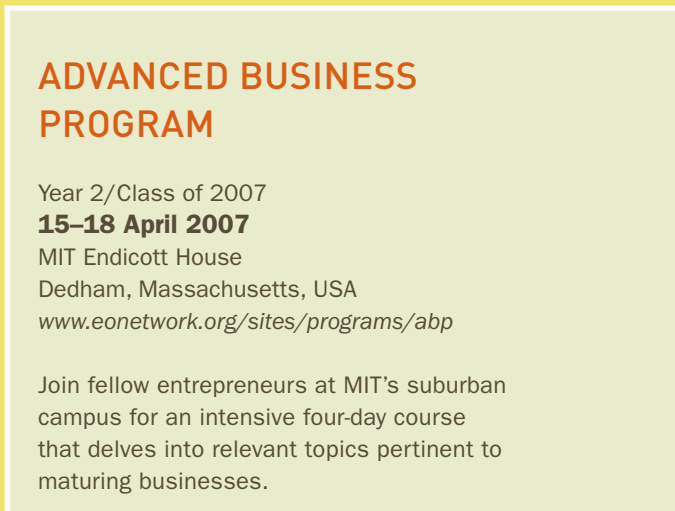 ADVANCED BUSINESS
PROGRAM
Year 2/Class of 2007
15–18 April 2007
MIT Endicott House
Dedham, Massachusetts, USA
www.eonetwork.org/sites/programs/abp
Join fellow entrepreneurs at MIT’s suburban
campus for an intensive four-day course
that delves into relevant topics pertinent to
maturing businesses.